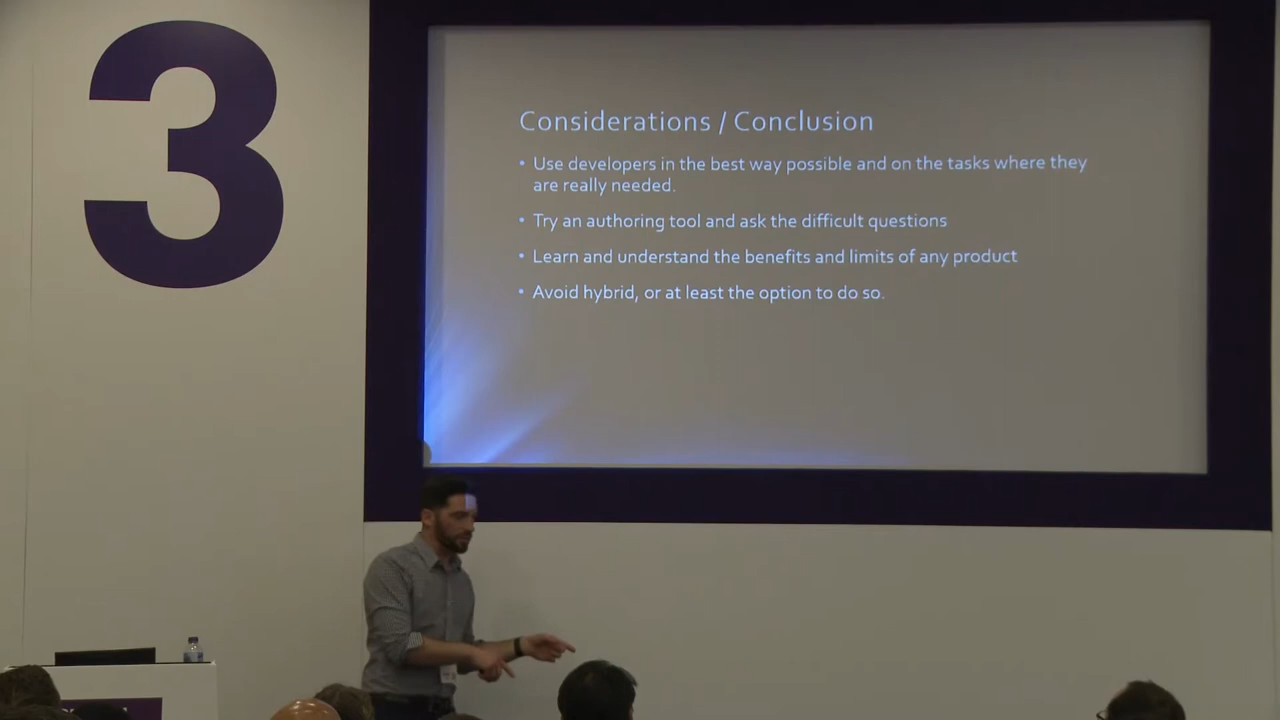 3
Considerations / Conclusion
• Use developers in the best way possible and on the tasks where they
are really needed.
• Try an authoring tool and ask the difficult questions
• Learn and understand the benefits and limits of any product
• Avoid hybrid, or at least the option to do so.